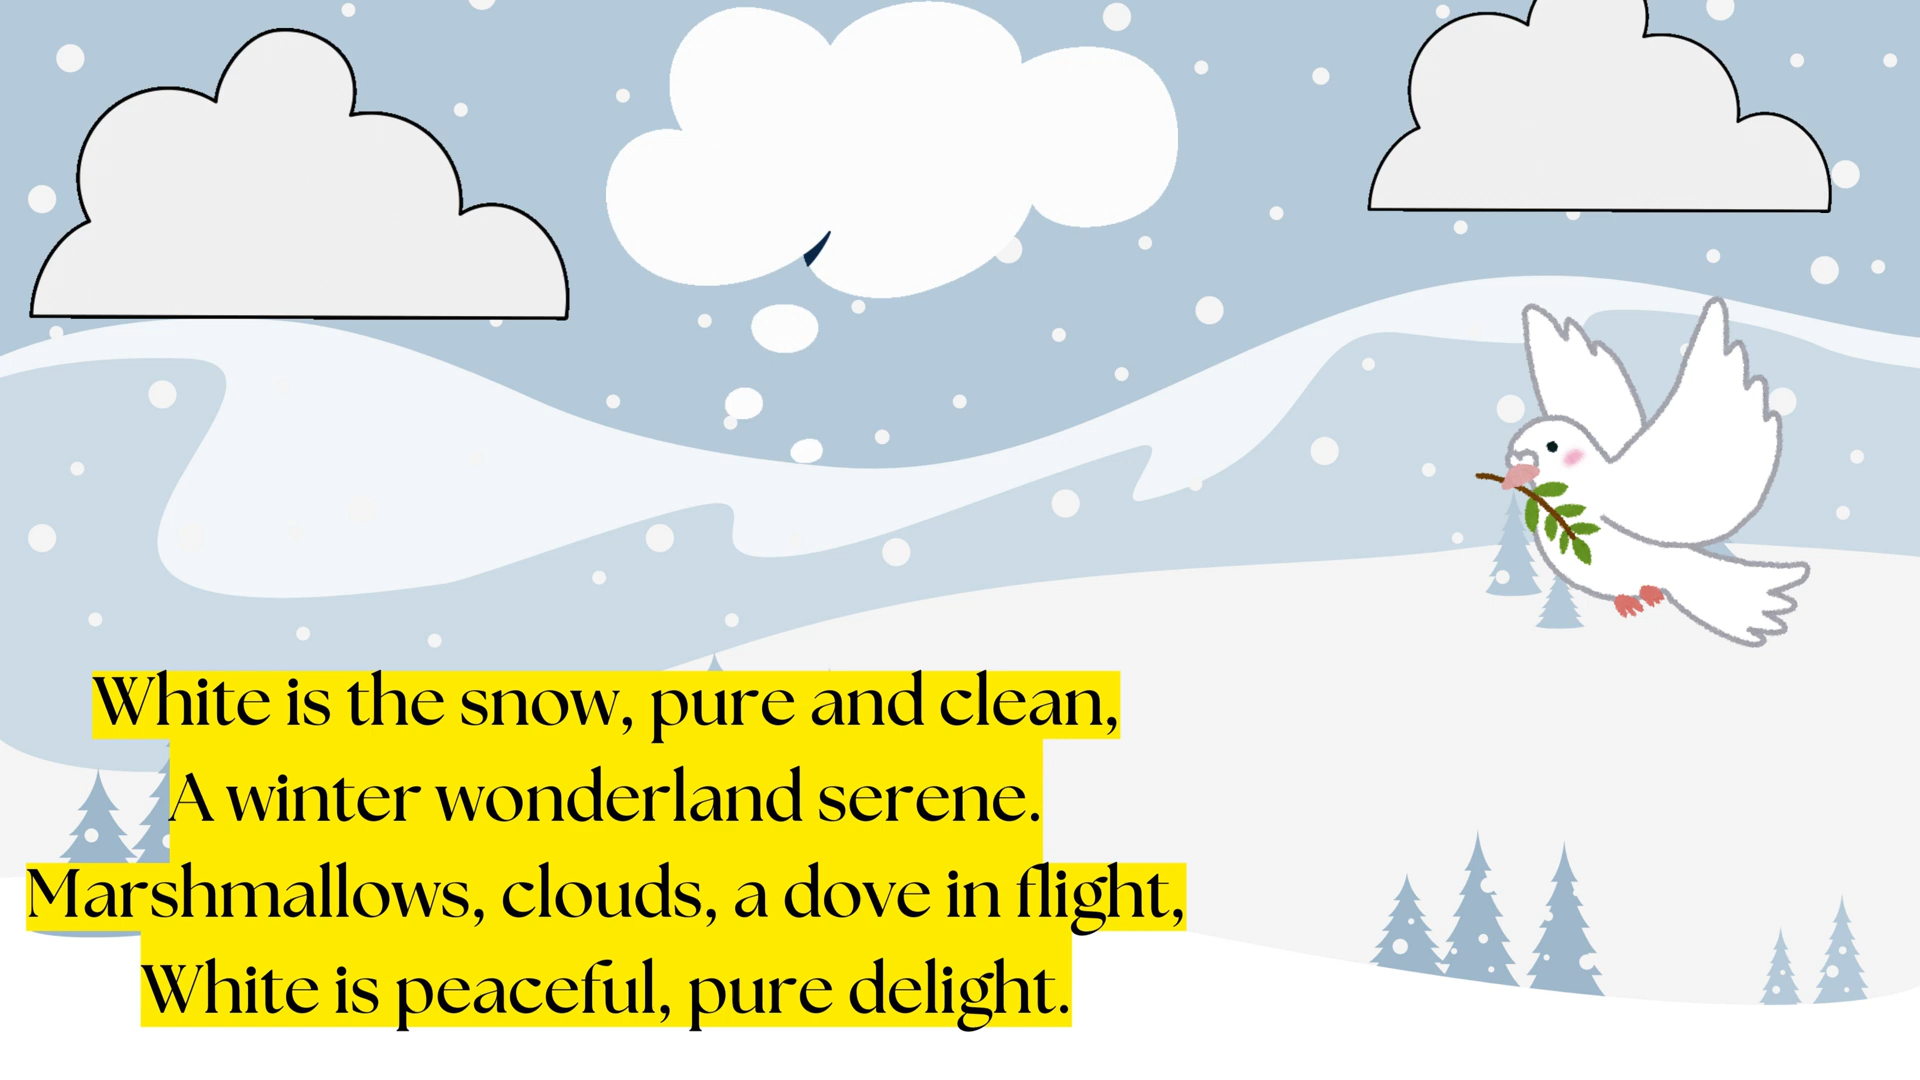 White is the snow, pure and clean,
A winter wonderland serene.
Marshmallows, clouds, a dove in flight,
White is peaceful, pure delight.